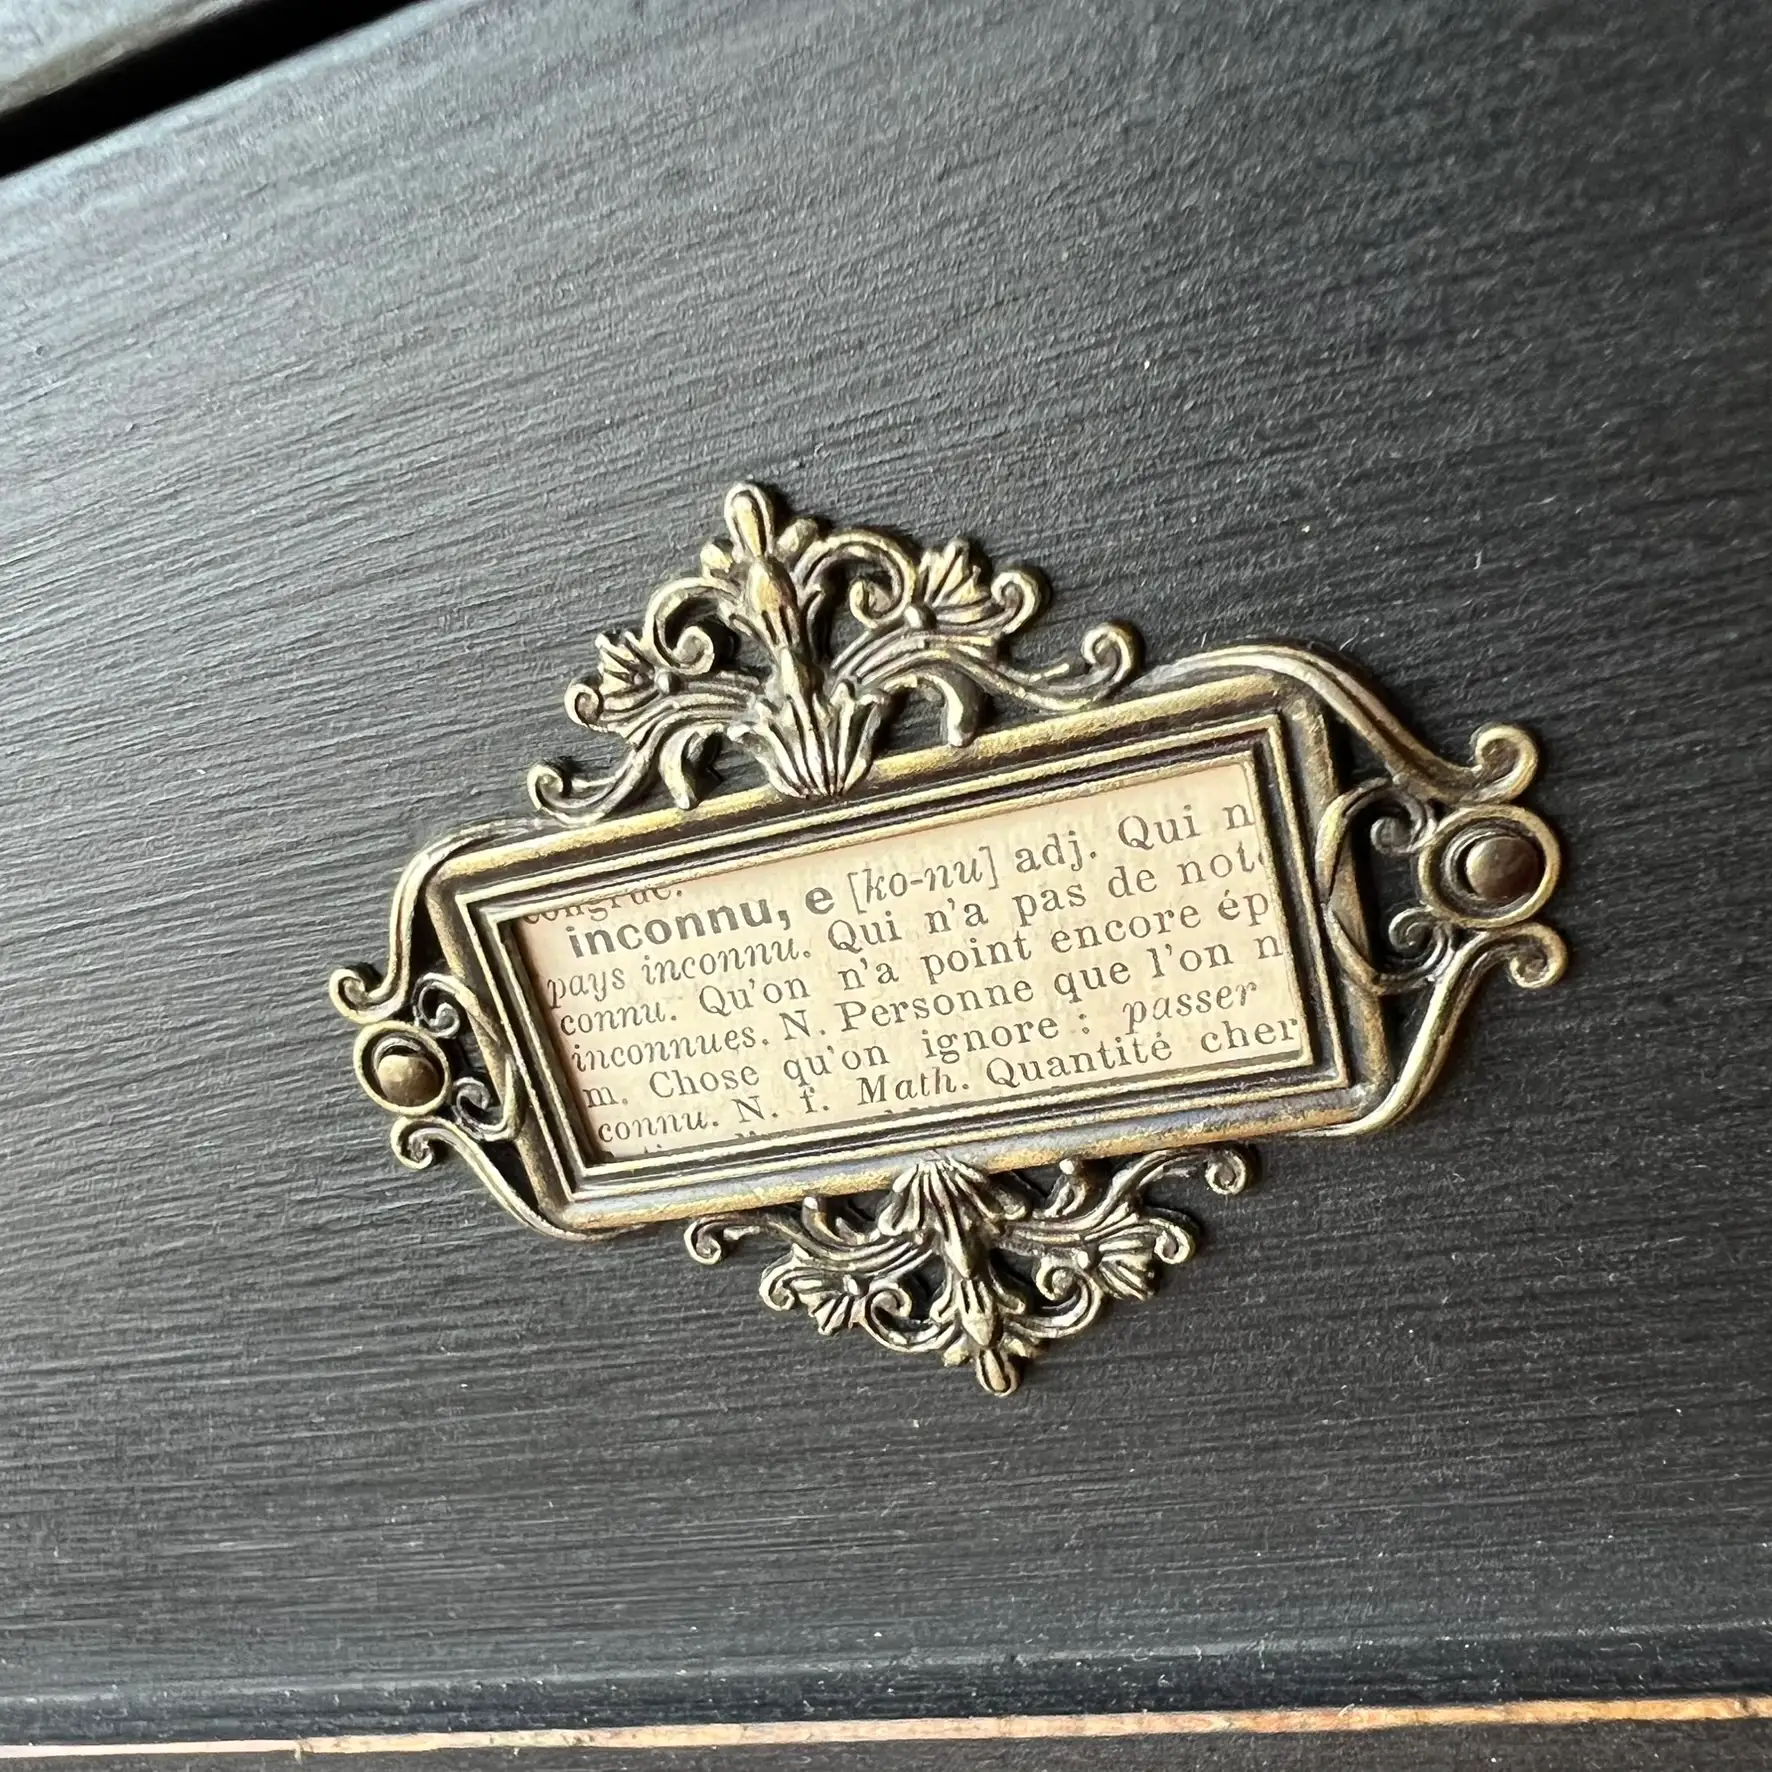 congrue.
inconnu, e [ko-nu] adj. Qui n
pays inconnu. Qui n'a pas de not
connu. Qu'on n'a point encore ép
inconnues. N. Personne que l'on n
m. Chose qu'on ignore : passer
connu. N. f. Math. Quantité cher